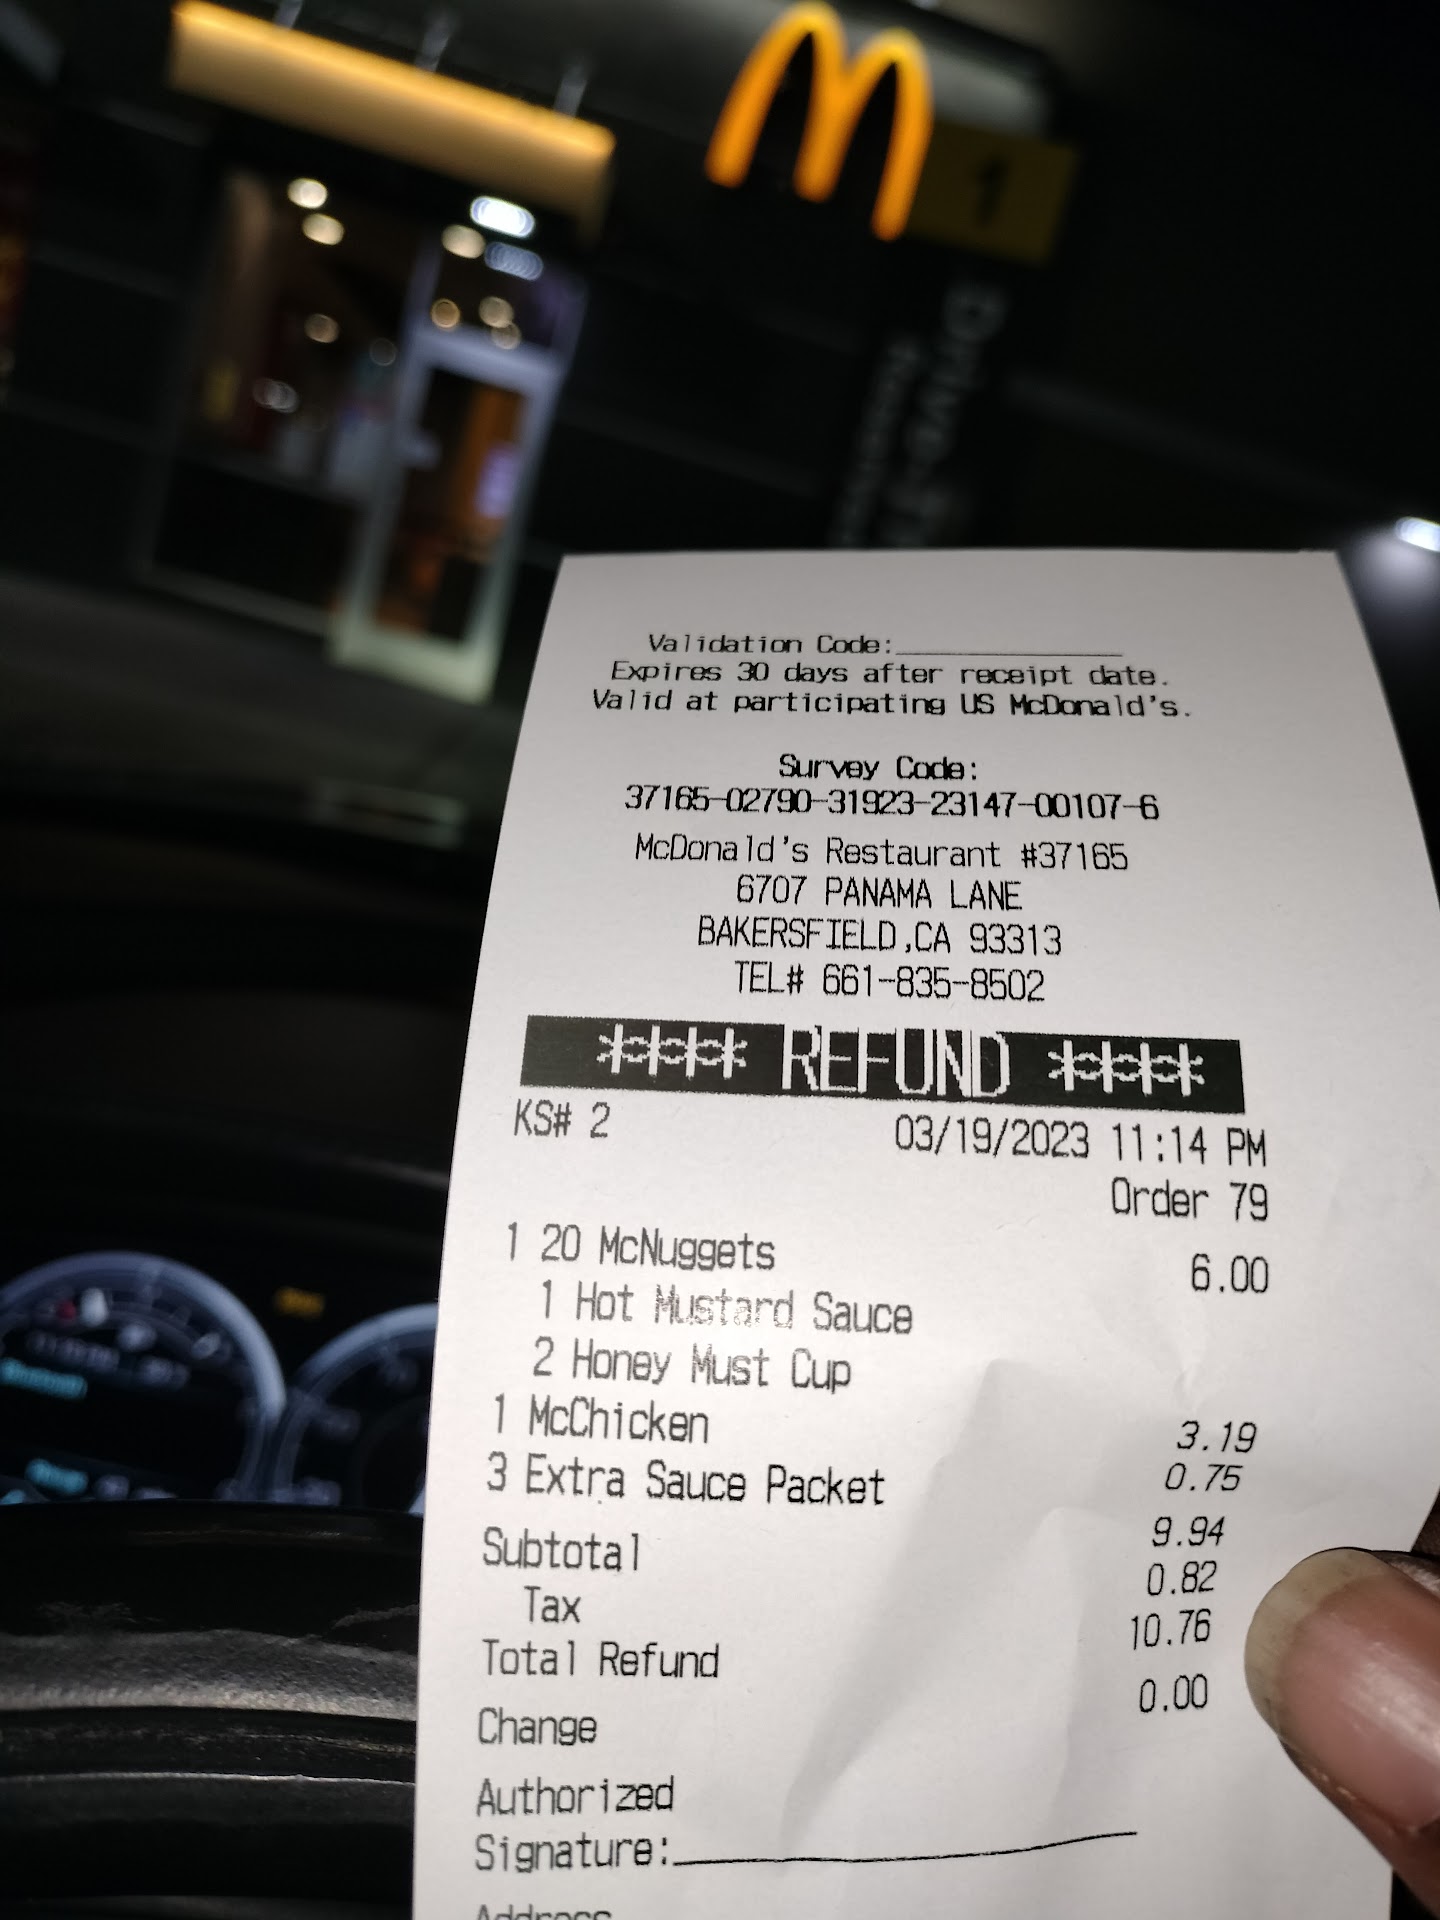 1
Drive-Th
Validation Code:
Expires 30 days after receipt date.
Valid at participating US McDonald's.
Survey Code:
37165-02790-31923-23147-00107-6
McDonald's Restaurant #37165
6707 PANAMA LANE
BAKERSFIELD,CA 93313
TEL# 661-835-8502
**** REFUND ****
KS# 2 03/19/2023 11:14 PM
Order 79
1 20 McNuggets 6.00
1 Hot Mustard Sauce
2 Honey Must Cup
1 McChicken 3.19
3 Extra Sauce Packet 0.75
Subtotal 9.94
Tax 0.82
Total Refund 10.76
Change 0.00
Authorized
Signature:
Address